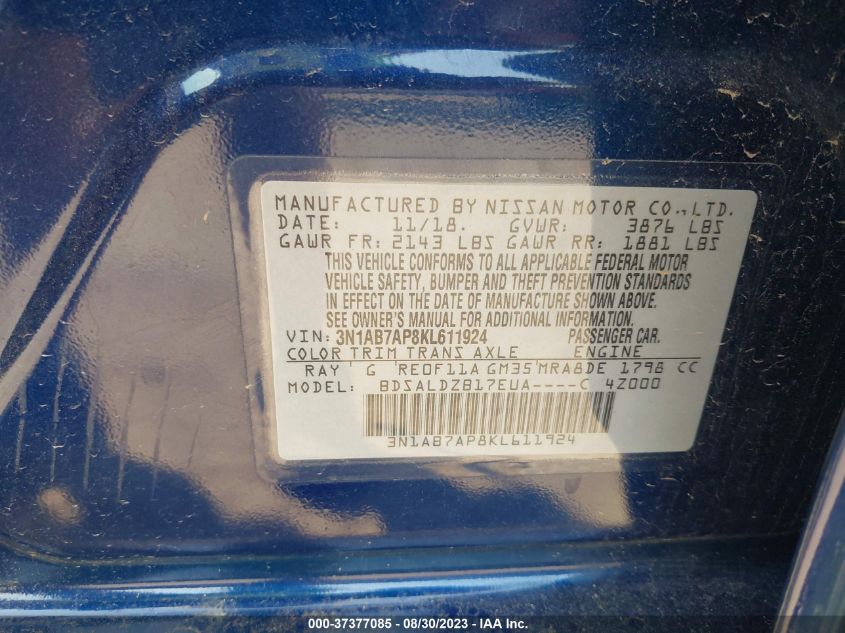 MANUFACTURED BY NISSAN MOTOR CO.,LTD.
DATE: 11/18. GVWR: 3876 LBS
GAWR FR: 2143 LBS GAWR RR: 1881 LBS
THIS VEHICLE CONFORMS TO ALL APPLICABLE FEDERAL MOTOR
VEHICLE SAFETY, BUMPER AND THEFT PREVENTION STANDARDS
IN EFFECT ON THE DATE OF MANUFACTURE SHOWN ABOVE.
SEE OWNER'S MANUAL FOR ADDITIONAL INFORMATION.
VIN: 3N1AB7AP8KL611924 PASSENGER CAR.
COLOR TRIM TRANS AXLE ENGINE
RAY G RE0F11A GM35 MRA8DE 1798 CC
MODEL: BDSALDZB17EUA----C 4Z000
3N1AB7AP8KL611924
000-37377085 - 08/30/2023 - IAA Inc.